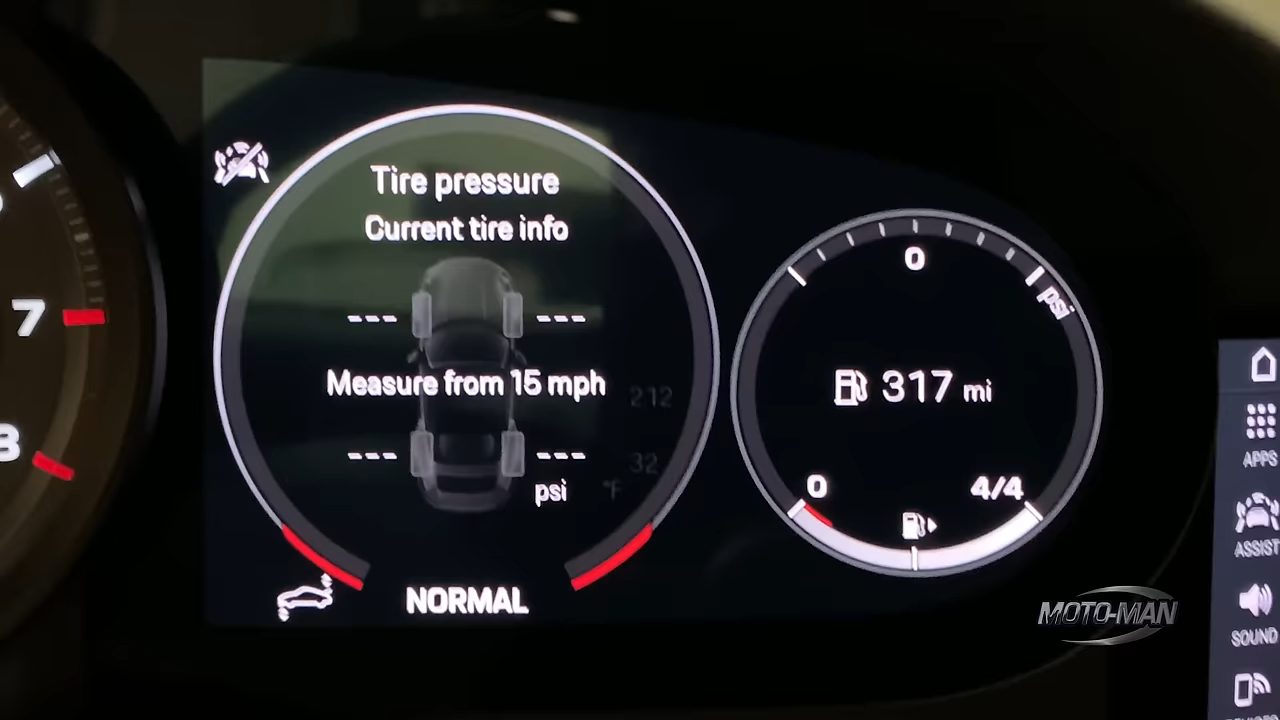 Tire pressure
Current tire info
--- ---
Measure from 15 mph
212
--- ---
32
psi
°F
NORMAL
7
0
psi
317 mi
0
4/4
APPS
ASSIST
SOUND
MOTO-MAN